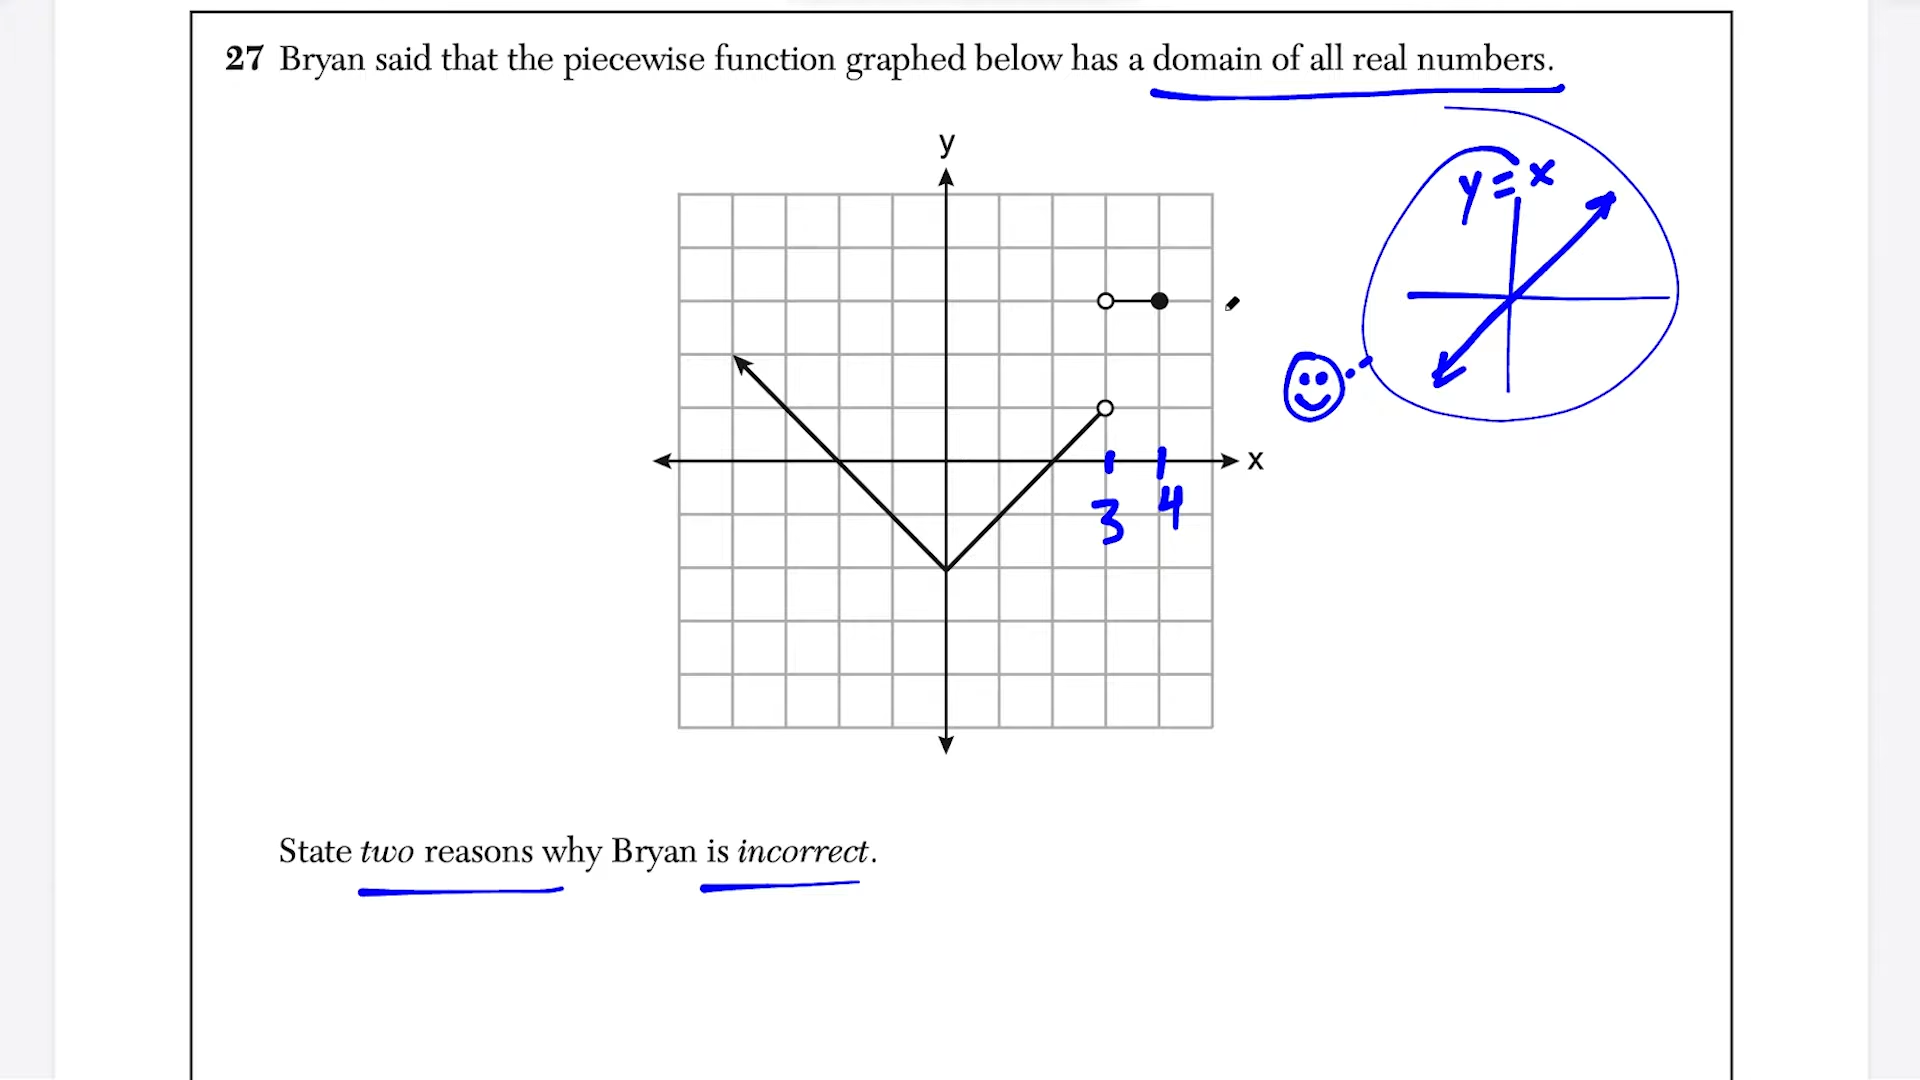 27 Bryan said that the piecewise function graphed below has a domain of all real numbers.
y
y = x
x
3 4
State two reasons why Bryan is incorrect.